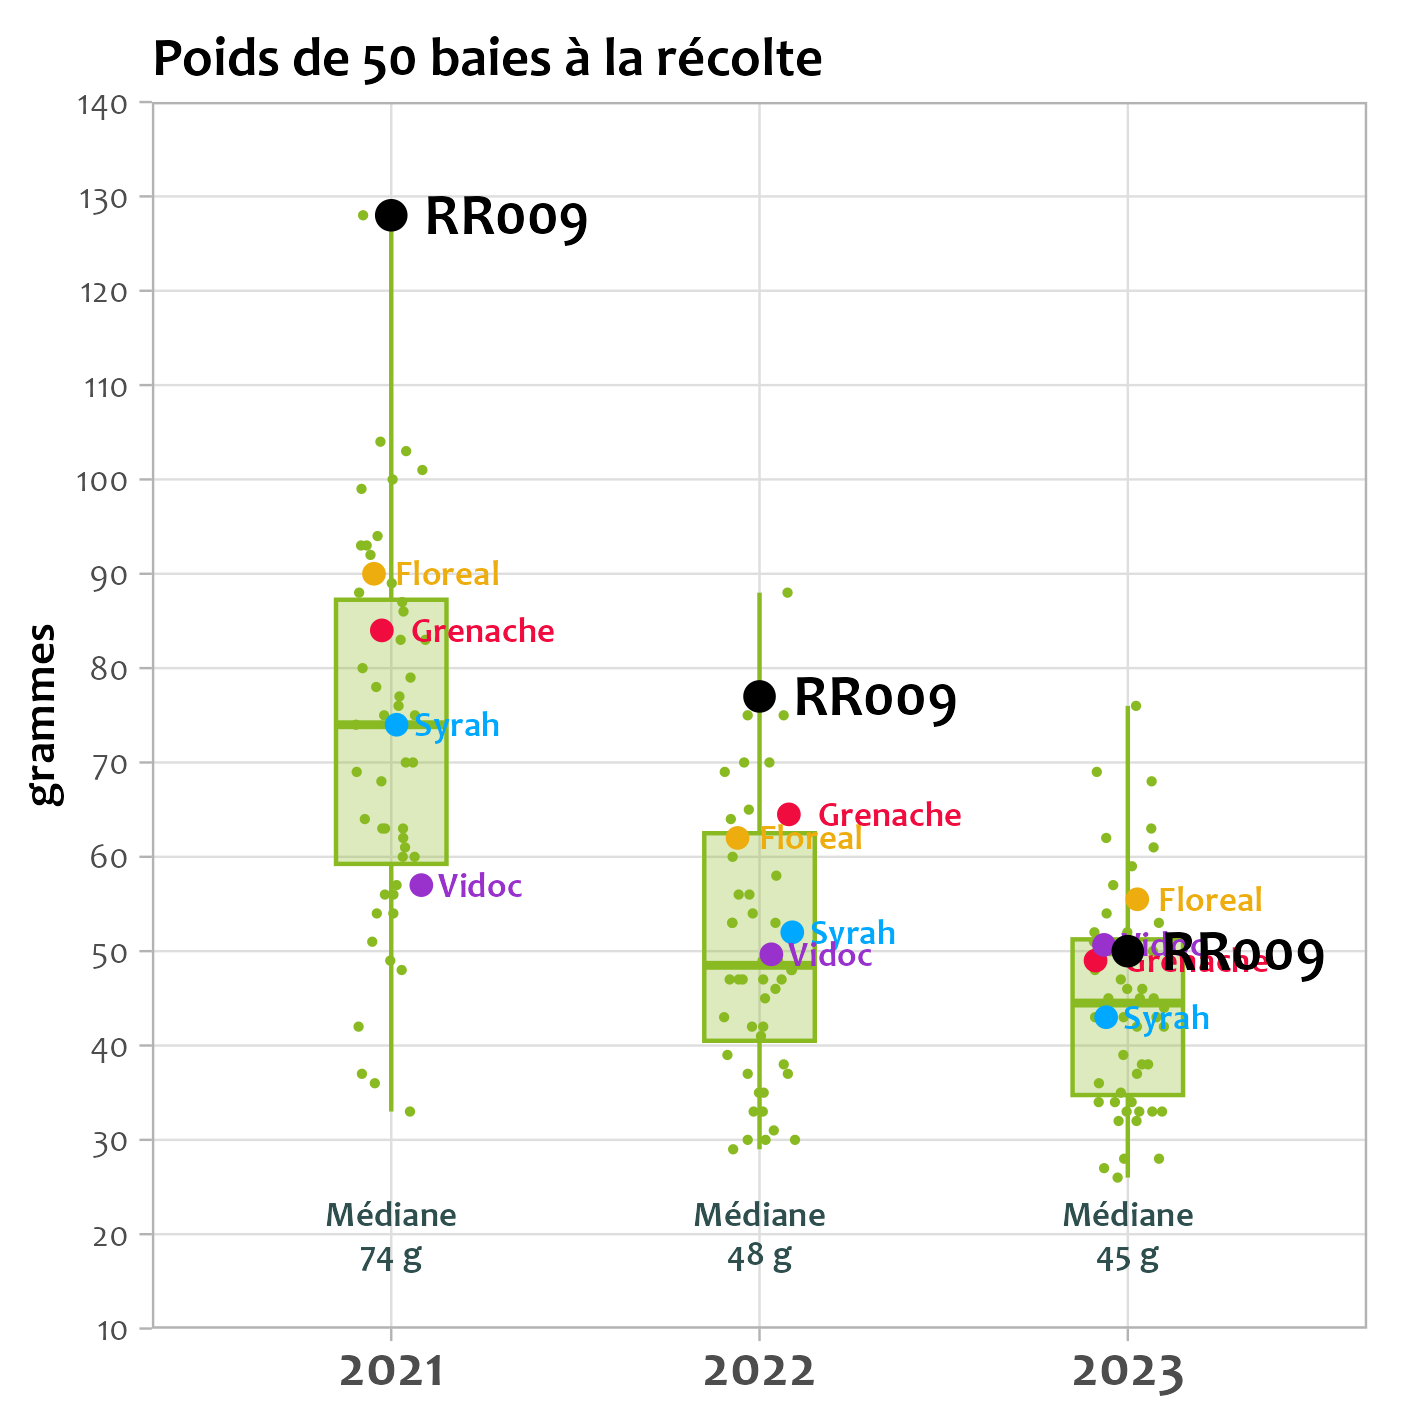 Poids de 50 baies à la récolte
grammes
140
130
120
110
100
90
80
70
60
50
40
30
20
10
RR009
Floreal
Grenache
Syrah
Vidoc
Médiane
74 g
2021
RR009
Grenache
Floreal
Syrah
Vidoc
Médiane
48 g
2022
Floreal
Vidoc
RR009
Grenache
Syrah
Médiane
45 g
2023